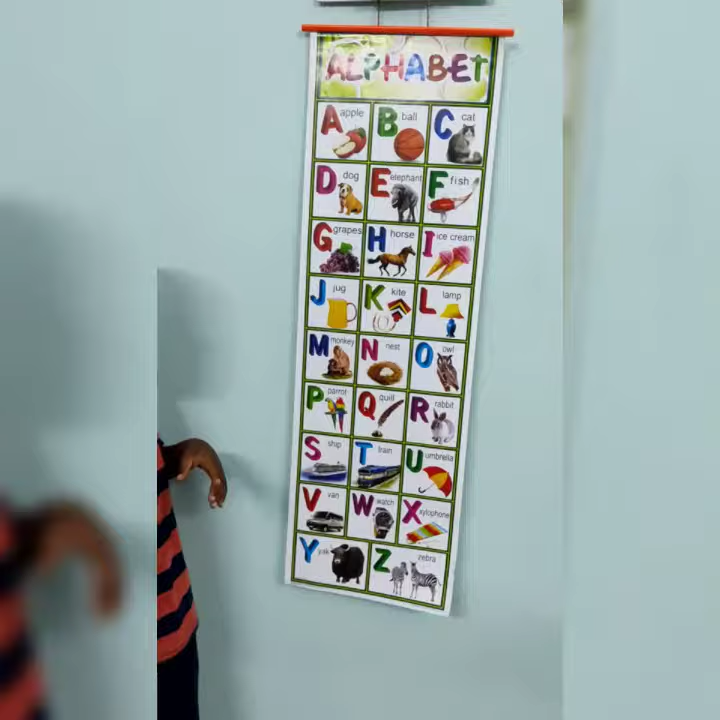 ALPHABET
A apple B ball C cat
D dog E elephant F fish
G grapes H horse I ice cream
J jug K kite L lamp
M monkey N nest O owl
P parrot Q quill R rabbit
S ship T train U umbrella
V van W watch X xylophone
Y yak Z zebra